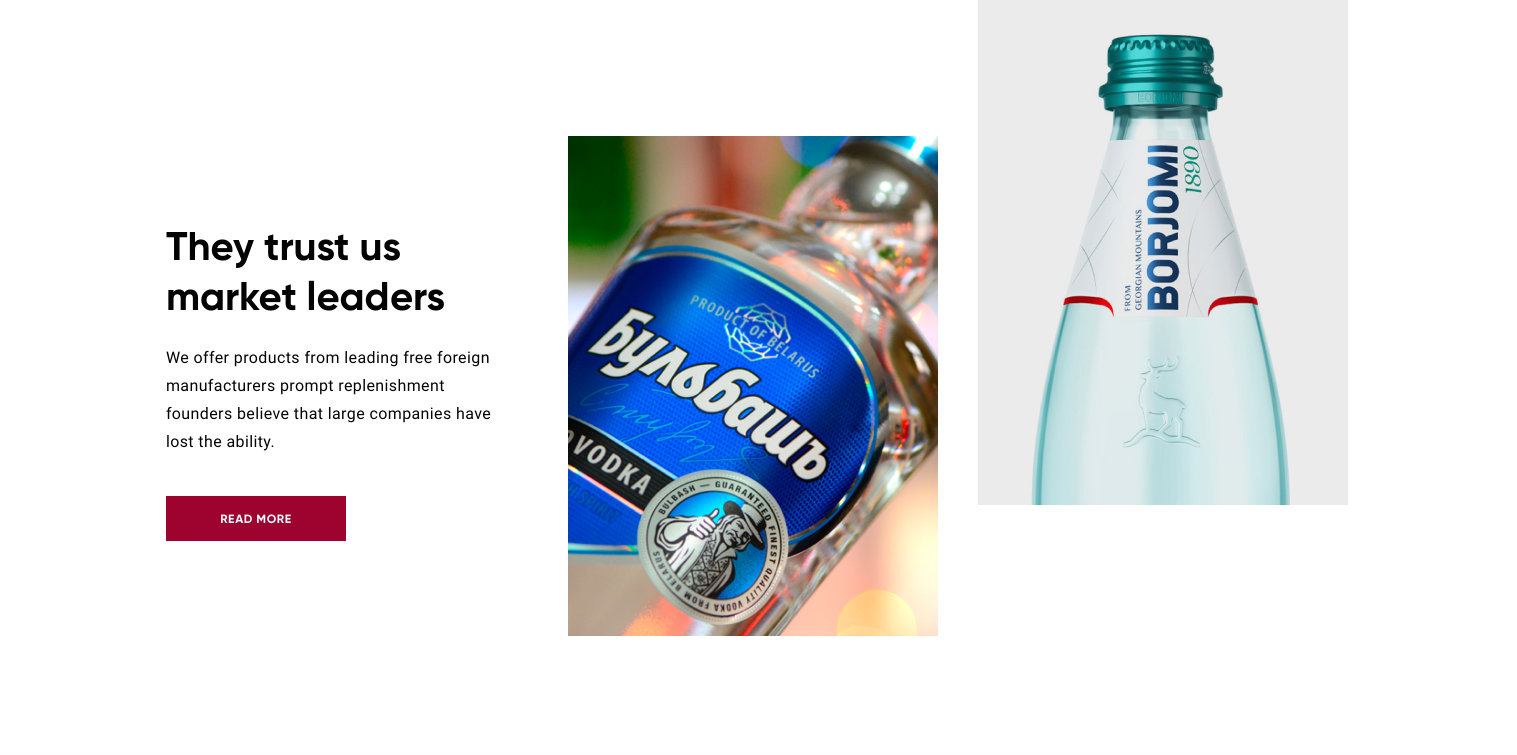 They trust us
market leaders
We offer products from leading free foreign
manufacturers prompt replenishment
founders believe that large companies have
lost the ability.
READ MORE
PRODUCT OF BELARUS
Бульбашъ
VODKA
BULBASH — GUARANTEED FINEST QUALITY VODKA FROM BELARUS
FROM
GEORGIAN MOUNTAINS
BORJOMI
1890